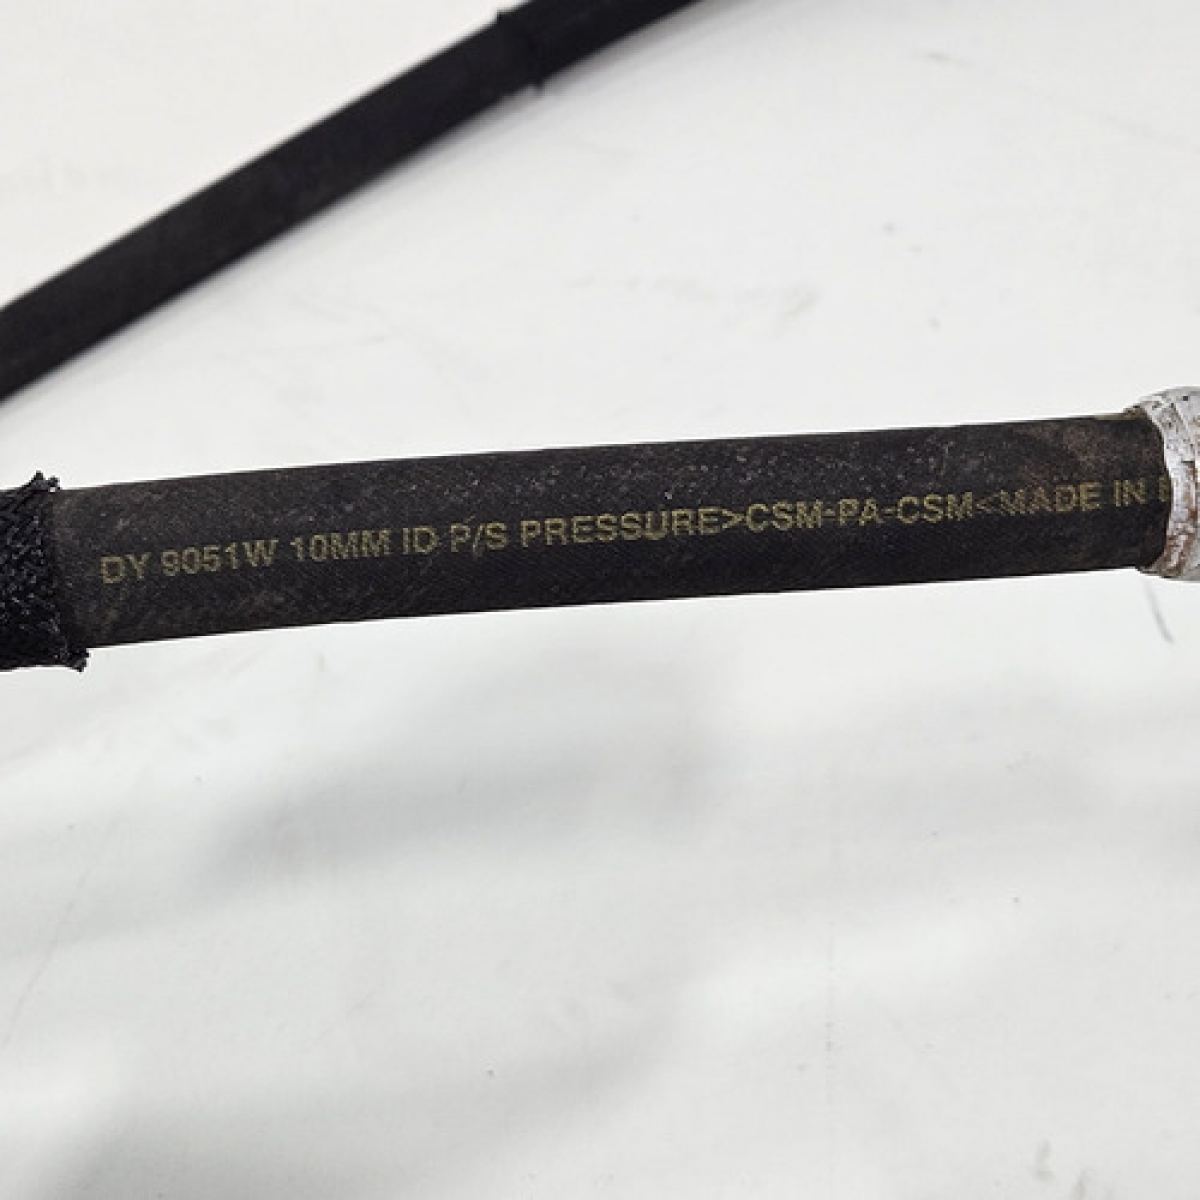 DY 9051W 10MM ID P/S PRESSURE>CSM-PA-CSM<MADE IN